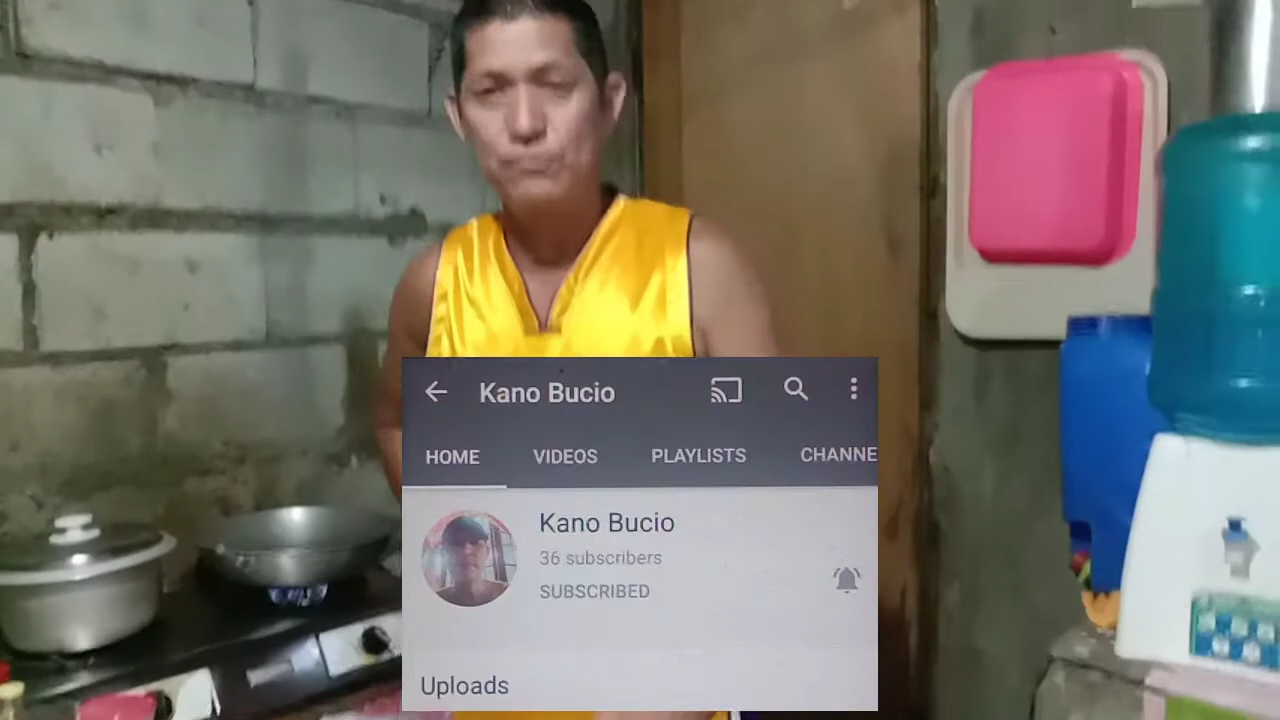 Kano Bucio
HOME VIDEOS PLAYLISTS CHANNE
Kano Bucio
36 subscribers
SUBSCRIBED
Uploads